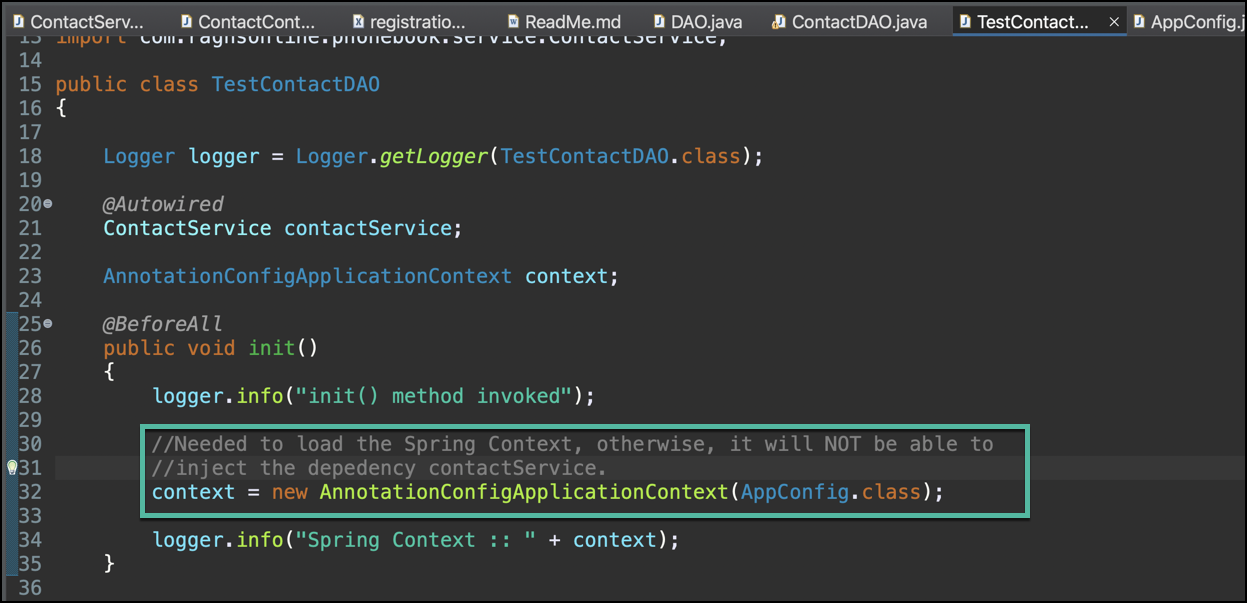 ContactServ... ContactCont... registratio... ReadMe.md DAO.java ContactDAO.java TestContact... AppConfig.j
13 import com.raghsonline.phonebook.service.ContactService;
14
15 public class TestContactDAO
16 {
17
18 Logger logger = Logger.getLogger(TestContactDAO.class);
19
20 @Autowired
21 ContactService contactService;
22
23 AnnotationConfigApplicationContext context;
24
25 @BeforeAll
26 public void init()
27 {
28 logger.info("init() method invoked");
29
30 //Needed to load the Spring Context, otherwise, it will NOT be able to
31 //inject the depedency contactService.
32 context = new AnnotationConfigApplicationContext(AppConfig.class);
33
34 logger.info("Spring Context :: " + context);
35 }
36